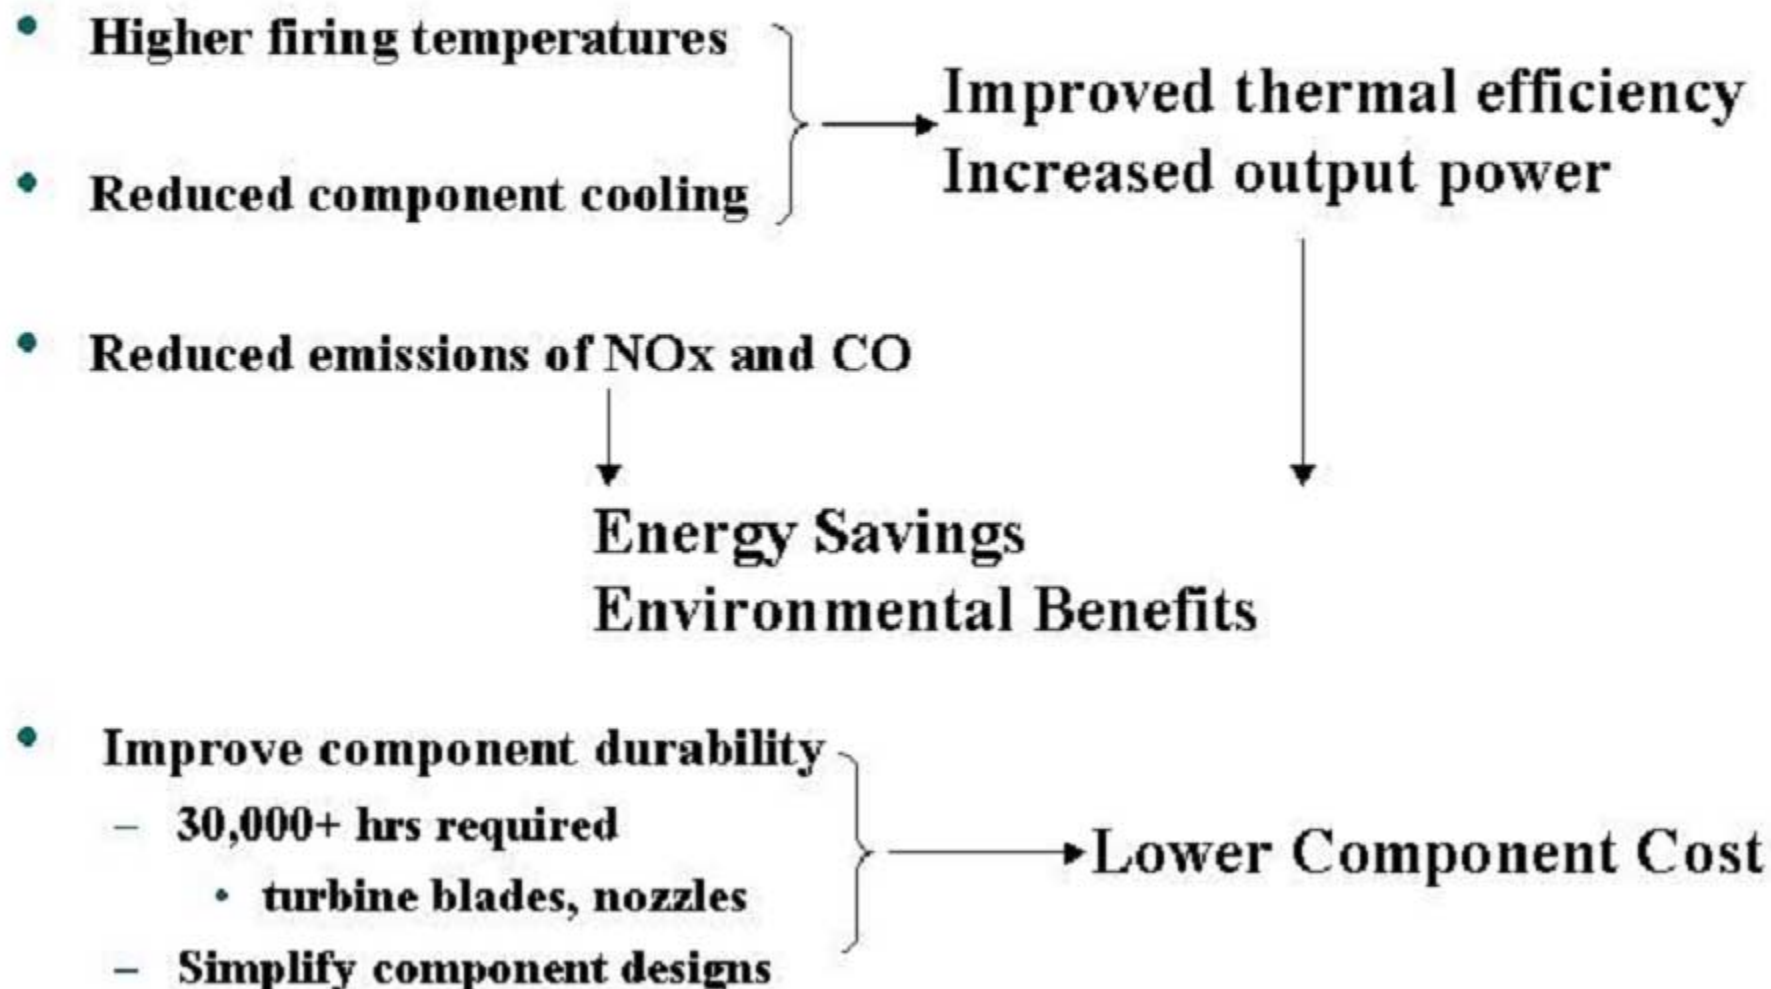 • Higher firing temperatures
Improved thermal efficiency
Increased output power
• Reduced component cooling
• Reduced emissions of NOx and CO
Energy Savings
Environmental Benefits
• Improve component durability
– 30,000+ hrs required
• turbine blades, nozzles
– Simplify component designs
Lower Component Cost